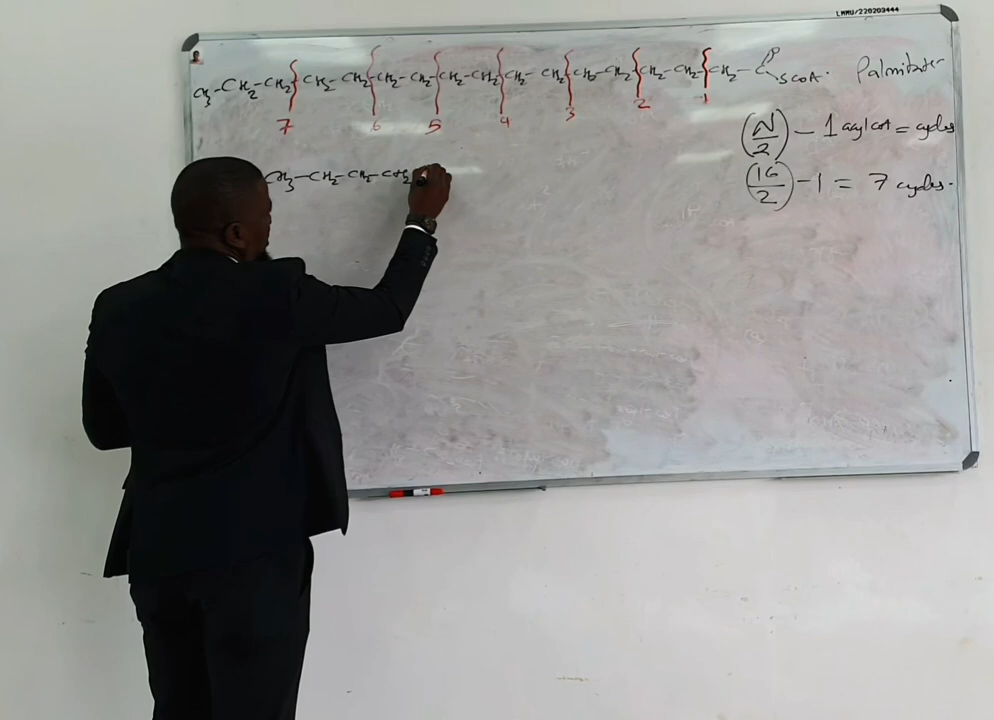 LMMU/220203444
CH3-CH2-CH2 CH2-CH2 CH2-CH2 CH2-CH2 CH2-CH2 CH2-CH2 CH2-CH2 CH2-C O SCOA. Palmitate
7 6 5 4 3 2 1
(N/2) - 1 acylcoA = cycles
(16/2) - 1 = 7 cycles.
CH3-CH2-CH2-CH2